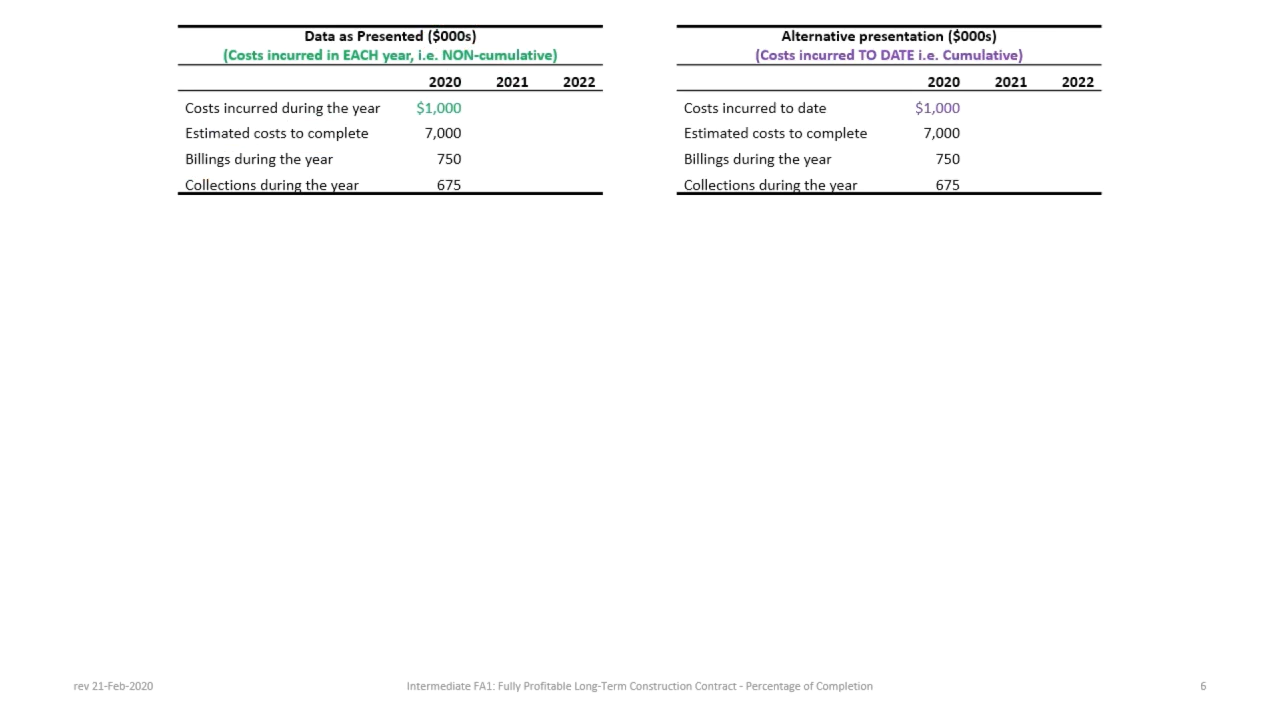 Data as Presented ($000s)
(Costs incurred in EACH year, i.e. NON-cumulative)
2020 2021 2022
Costs incurred during the year $1,000
Estimated costs to complete 7,000
Billings during the year 750
Collections during the year 675
Alternative presentation ($000s)
(Costs incurred TO DATE i.e. Cumulative)
2020 2021 2022
Costs incurred to date $1,000
Estimated costs to complete 7,000
Billings during the year 750
Collections during the year 675
rev 21-Feb-2020
Intermediate FA1: Fully Profitable Long-Term Construction Contract - Percentage of Completion
6